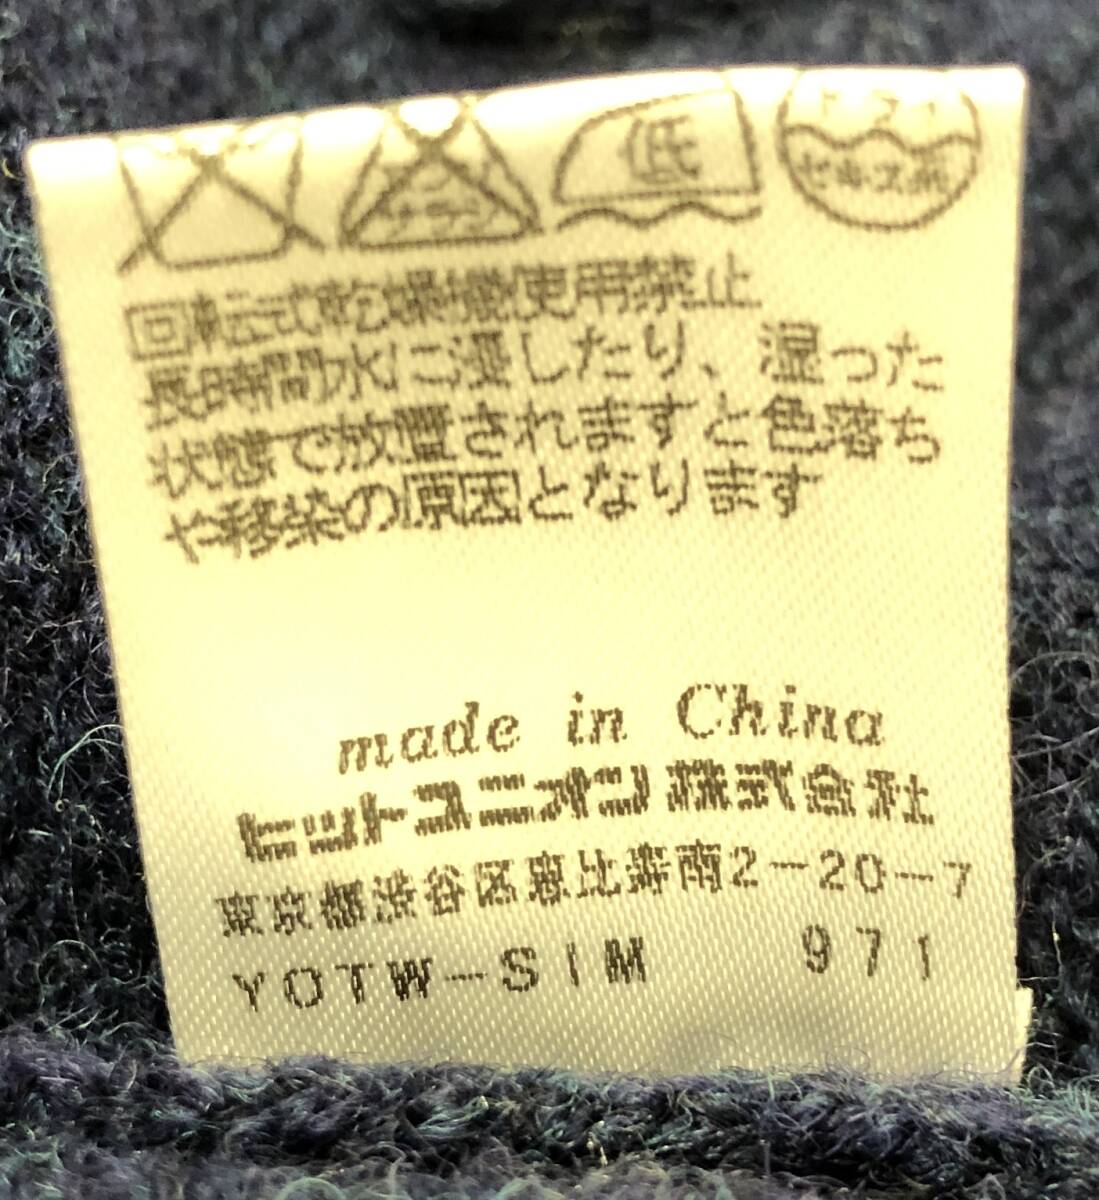 低
ドライ
セキユ系
回転式乾燥機使用禁止
長時間水に浸したり、湿った
状態で放置されますと色落ち
や移染の原因となります
made in China
ヒットユニオン株式会社
東京都渋谷区恵比寿南2-20-7
YOTW-SIM 971